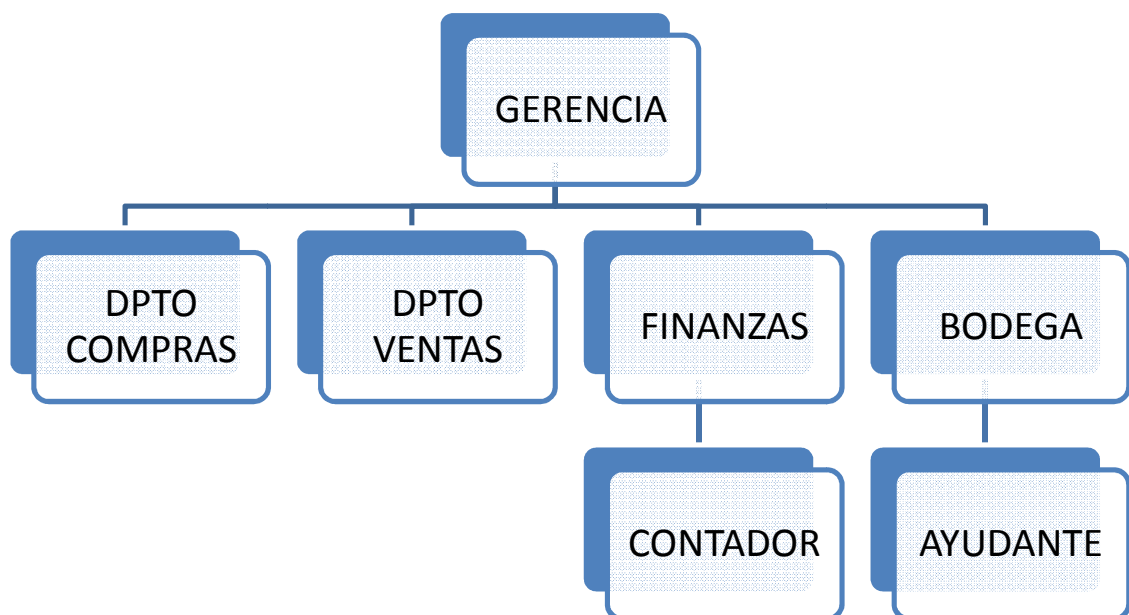 GERENCIA
DPTO
COMPRAS
DPTO
VENTAS
FINANZAS
BODEGA
CONTADOR
AYUDANTE